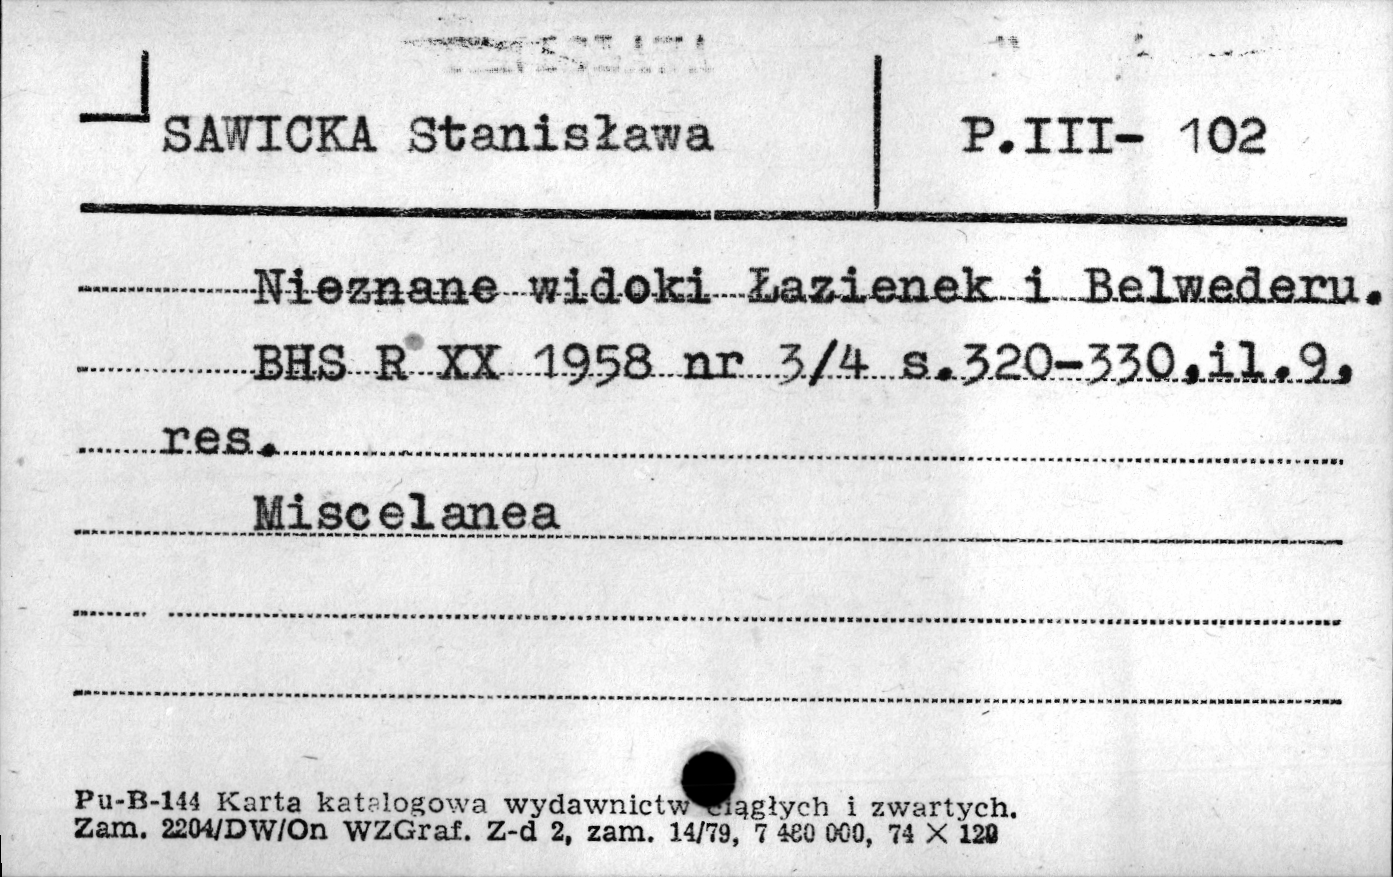 SAWICKA Stanisława
P.III- 102
Nieznane widoki Łazienek i Belwederu.
BHS R XX 1958 nr 3/4 s.320-330,il.9,
res.
Miscelanea
Pu-B-144 Karta katalogowa wydawnictw ciągłych i zwartych.
Zam. 2204/DW/On WZGraf. Z-d 2, zam. 14/79, 7 480 000, 74 X 120